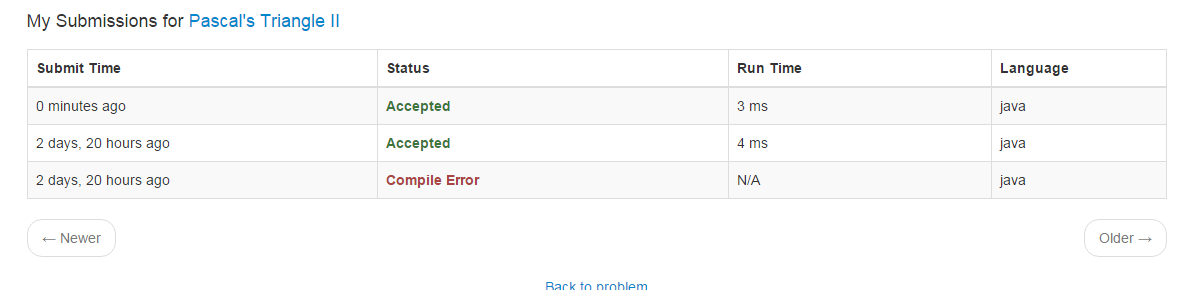 My Submissions for Pascal's Triangle II
Submit Time Status Run Time Language
0 minutes ago Accepted 3 ms java
2 days, 20 hours ago Accepted 4 ms java
2 days, 20 hours ago Compile Error N/A java
← Newer Older →
Back to problem